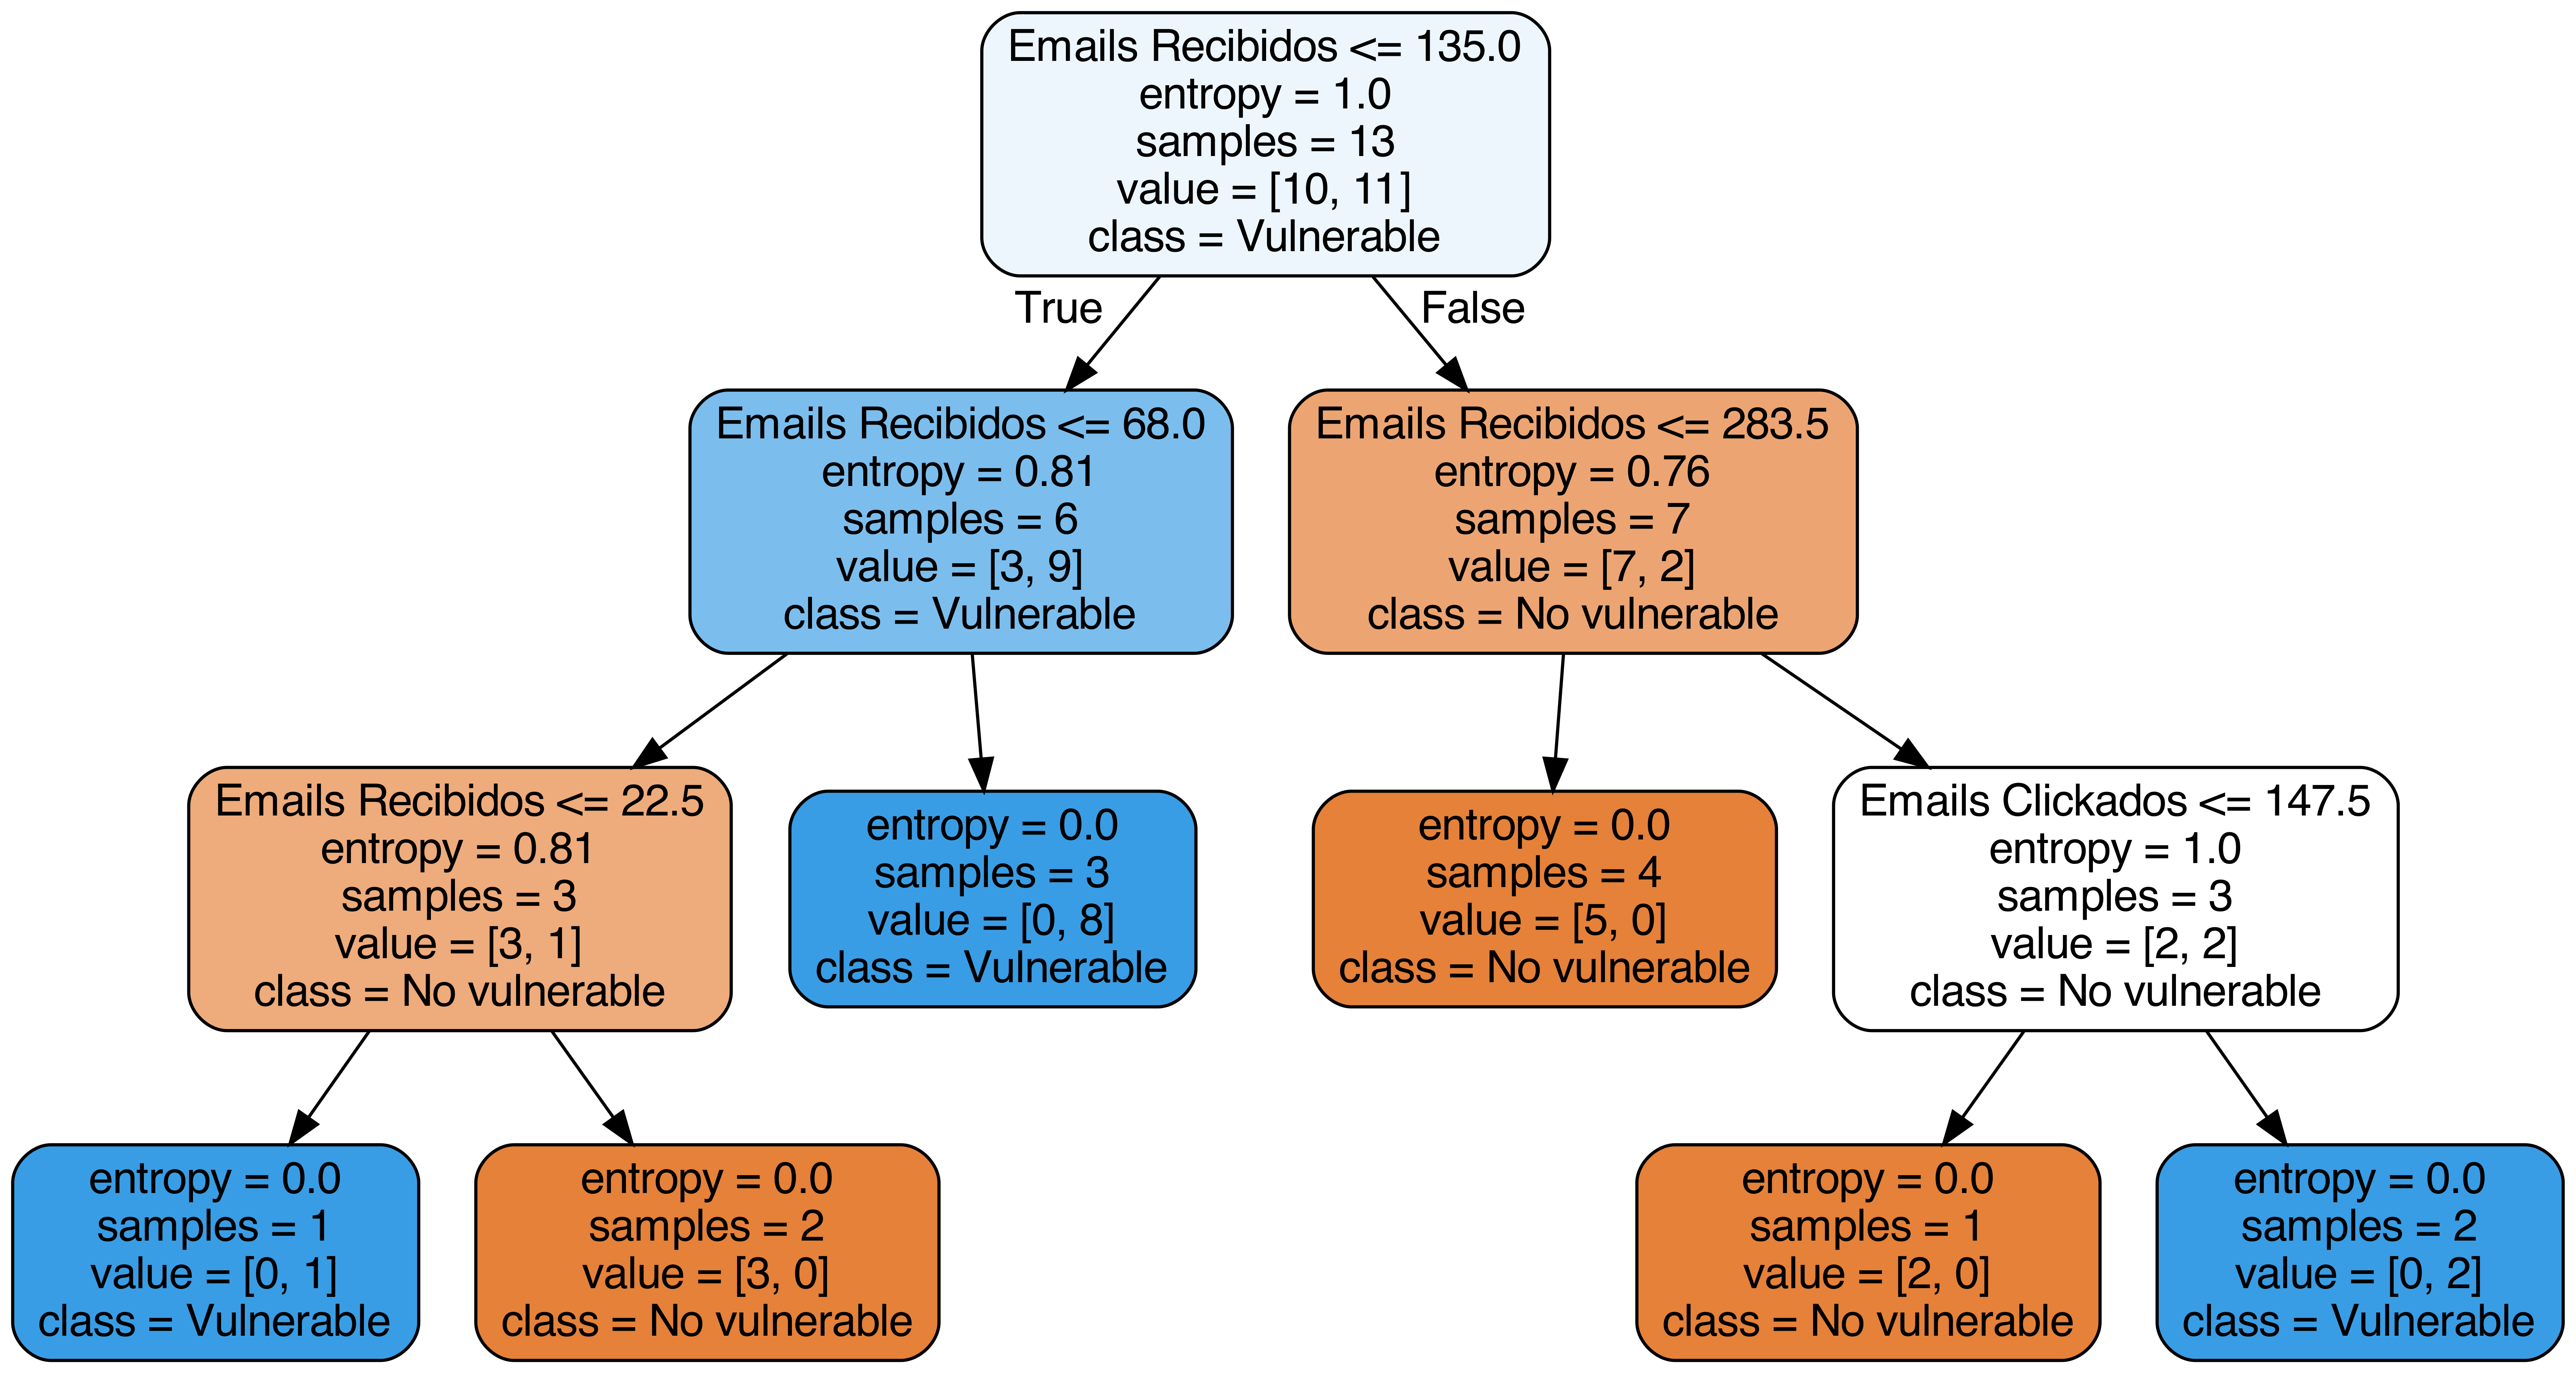 Emails Recibidos <= 135.0
entropy = 1.0
samples = 13
value = [10, 11]
class = Vulnerable
True
False
Emails Recibidos <= 68.0
entropy = 0.81
samples = 6
value = [3, 9]
class = Vulnerable
Emails Recibidos <= 283.5
entropy = 0.76
samples = 7
value = [7, 2]
class = No vulnerable
Emails Recibidos <= 22.5
entropy = 0.81
samples = 3
value = [3, 1]
class = No vulnerable
entropy = 0.0
samples = 3
value = [0, 8]
class = Vulnerable
entropy = 0.0
samples = 4
value = [5, 0]
class = No vulnerable
Emails Clickados <= 147.5
entropy = 1.0
samples = 3
value = [2, 2]
class = No vulnerable
entropy = 0.0
samples = 1
value = [0, 1]
class = Vulnerable
entropy = 0.0
samples = 2
value = [3, 0]
class = No vulnerable
entropy = 0.0
samples = 1
value = [2, 0]
class = No vulnerable
entropy = 0.0
samples = 2
value = [0, 2]
class = Vulnerable